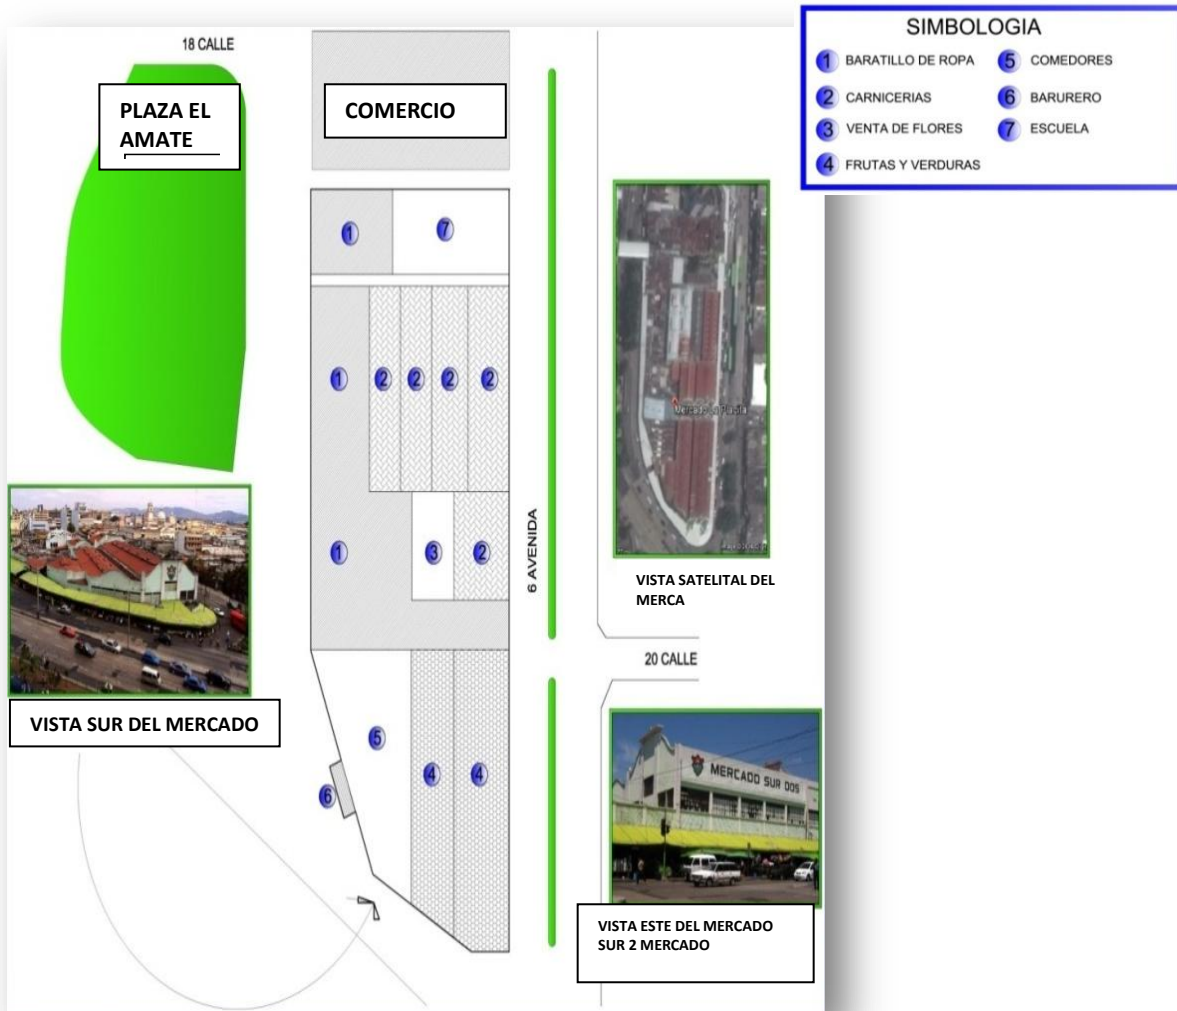 SIMBOLOGIA
1 BARATILLO DE ROPA
5 COMEDORES
2 CARNICERIAS
6 BARURERO
3 VENTA DE FLORES
7 ESCUELA
4 FRUTAS Y VERDURAS
18 CALLE
PLAZA EL
AMATE
COMERCIO
1
7
1
2
2
2
2
1
3
2
6 AVENIDA
Mercado La Placita
VISTA SATELITAL DEL
MERCA
20 CALLE
VISTA SUR DEL MERCADO
5
4
4
6
MERCADO SUR DOS
VISTA ESTE DEL MERCADO
SUR 2 MERCADO